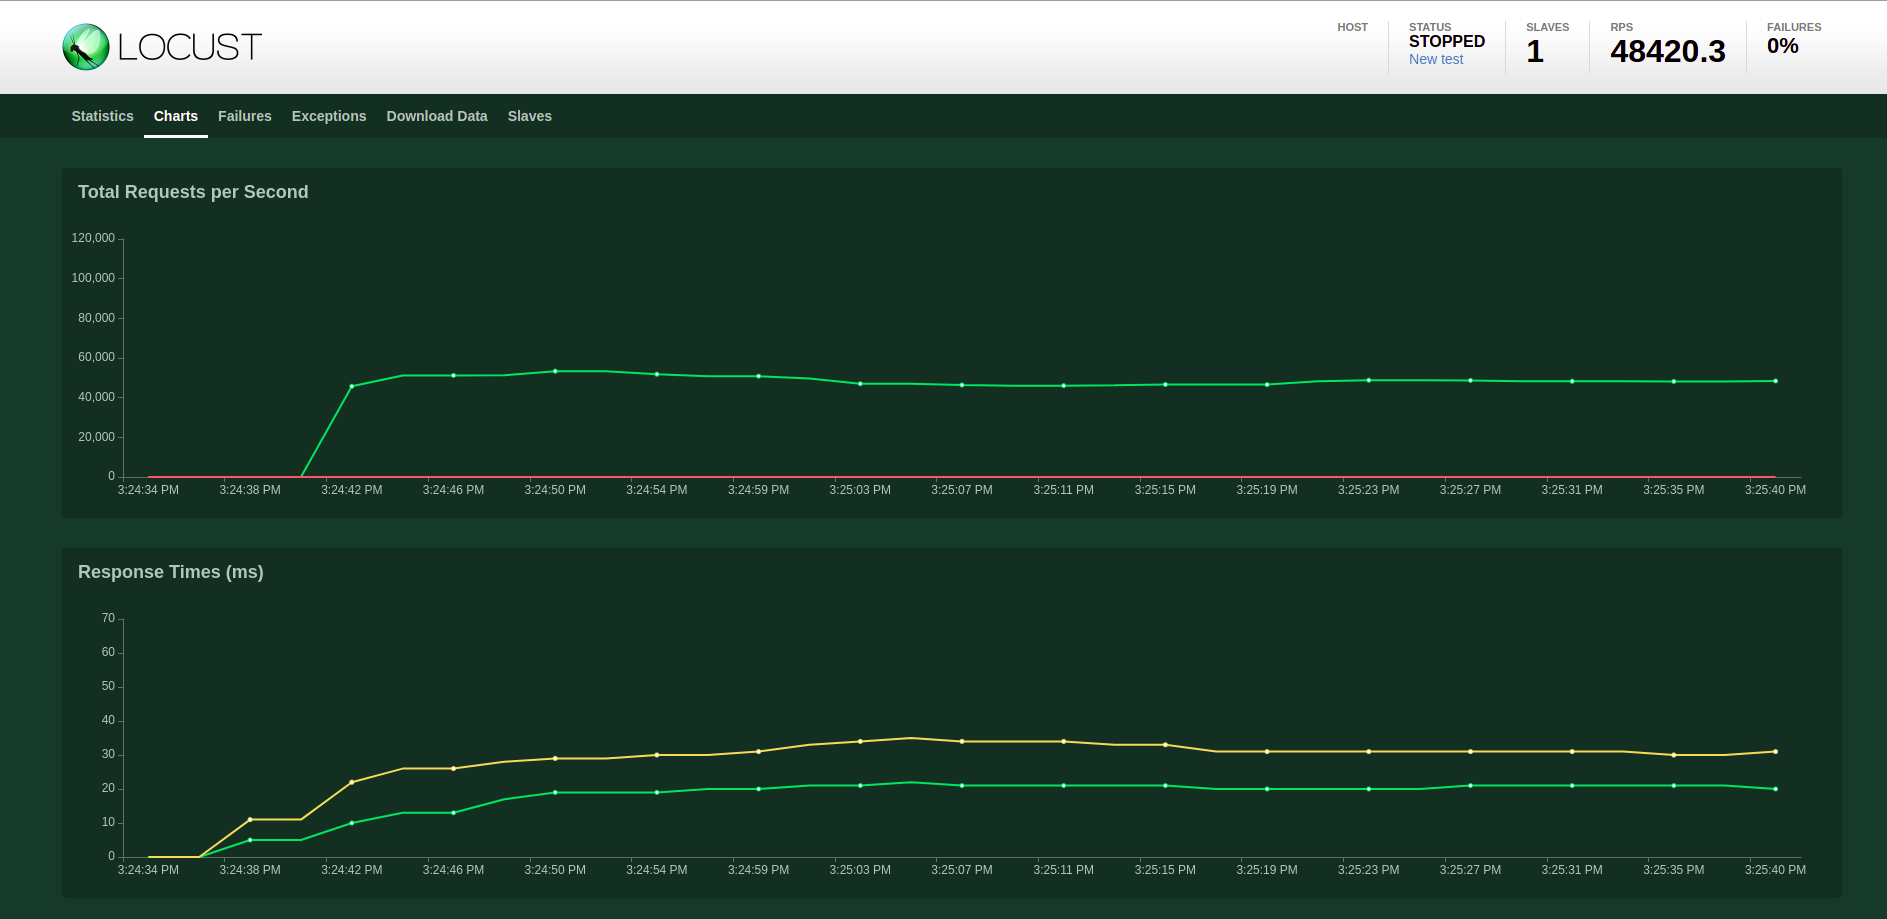 LOCUST
HOST
STATUS
STOPPED
New test
SLAVES
1
RPS
48420.3
FAILURES
0%
Statistics Charts Failures Exceptions Download Data Slaves
Total Requests per Second
120,000
100,000
80,000
60,000
40,000
20,000
0
3:24:34 PM 3:24:38 PM 3:24:42 PM 3:24:46 PM 3:24:50 PM 3:24:54 PM 3:24:59 PM 3:25:03 PM 3:25:07 PM 3:25:11 PM 3:25:15 PM 3:25:19 PM 3:25:23 PM 3:25:27 PM 3:25:31 PM 3:25:35 PM 3:25:40 PM
Response Times (ms)
70
60
50
40
30
20
10
0
3:24:34 PM 3:24:38 PM 3:24:42 PM 3:24:46 PM 3:24:50 PM 3:24:54 PM 3:24:59 PM 3:25:03 PM 3:25:07 PM 3:25:11 PM 3:25:15 PM 3:25:19 PM 3:25:23 PM 3:25:27 PM 3:25:31 PM 3:25:35 PM 3:25:40 PM